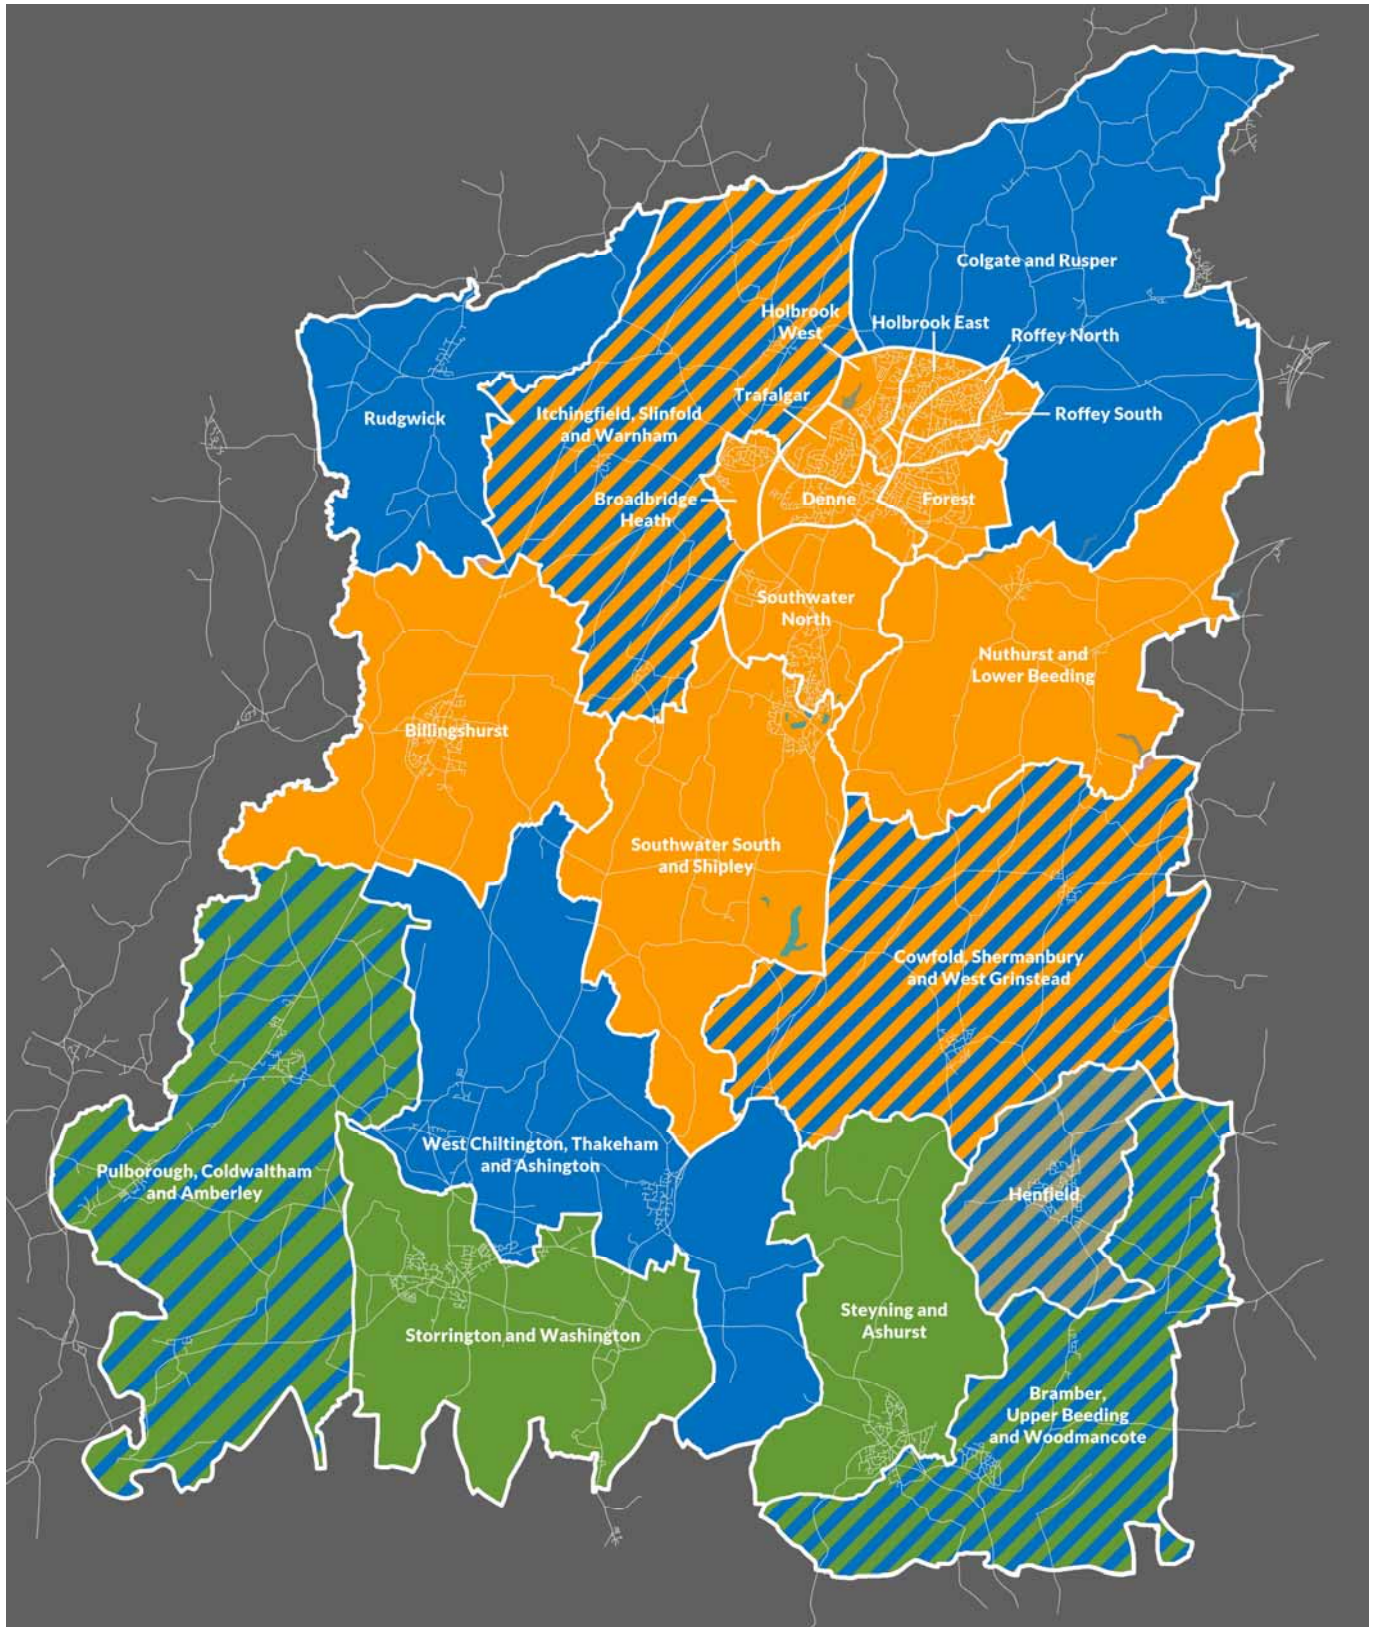 Colgate and Rusper
Holbrook
West
Holbrook East
Roffey North
Trafalgar
Roffey South
Rudgwick
Itchingfield, Slinfold
and Warnham
Broadbridge
Heath
Denne
Forest
Southwater
North
Nuthurst and
Lower Beeding
Billingshurst
Southwater South
and Shipley
Cowfold, Shermanbury
and West Grinstead
West Chiltington, Thakeham
and Ashington
Pulborough, Coldwaltham
and Amberley
Henfield
Steyning and
Ashurst
Storrington and Washington
Bramber,
Upper Beeding
and Woodmancote